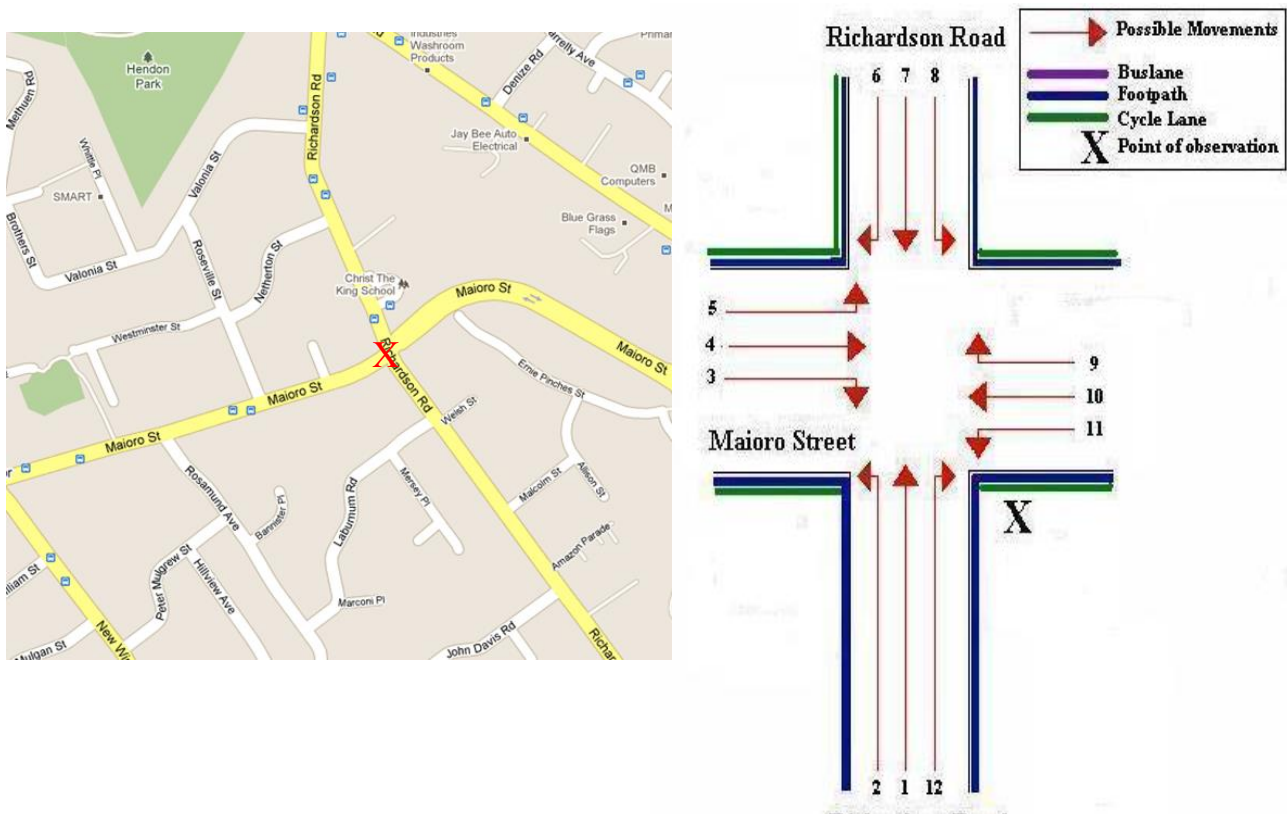 Hendon
Park
Methuen Rd
Whittle Pl
SMART
Valonia St
Brothers St
Valonia St
Roseville St
Netherton St
Westminster St
Richardson Rd
Industries
Washroom
Products
Denize Rd
Farrelly Ave
Jay Bee Auto
Electrical
QMB
Computers
Blue Grass
Flags
Christ The
King School
Maioro St
Maioro St
X
Richardson Rd
Maioro St
Maioro St
Ernie Pinches St
Welsh St
Rosamund Ave
Bannister Pl
Laburnum Rd
Mersey Pl
Malcolm St
Allison St
Amazon Parade
Peter Mulgrew St
Hillview Ave
Marconi Pl
John Davis Rd
Mulgan St
New Wi
Richar
Richardson Road
6 7 8
Possible Movements
Buslane
Footpath
Cycle Lane
X Point of observation
5
4
3
9
10
11
Maioro Street
X
2 1 12